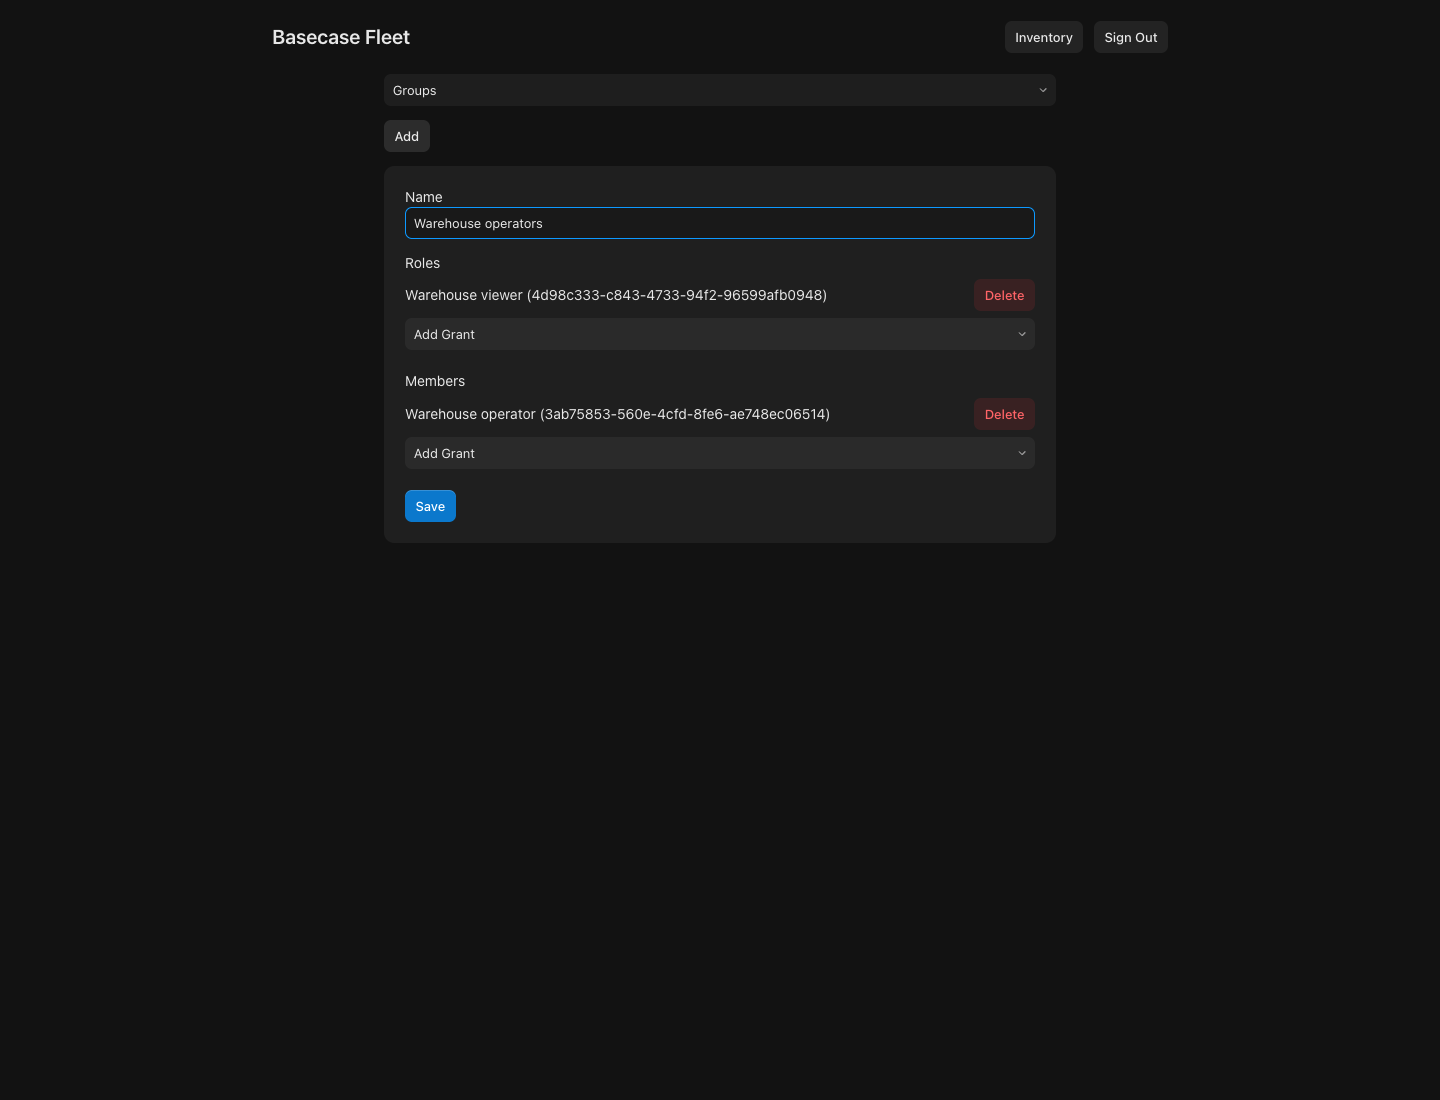 Basecase Fleet
Inventory
Sign Out
Groups
Add
Name
Warehouse operators
Roles
Warehouse viewer (4d98c333-c843-4733-94f2-96599afb0948)
Delete
Add Grant
Members
Warehouse operator (3ab75853-560e-4cfd-8fe6-ae748ec06514)
Delete
Add Grant
Save